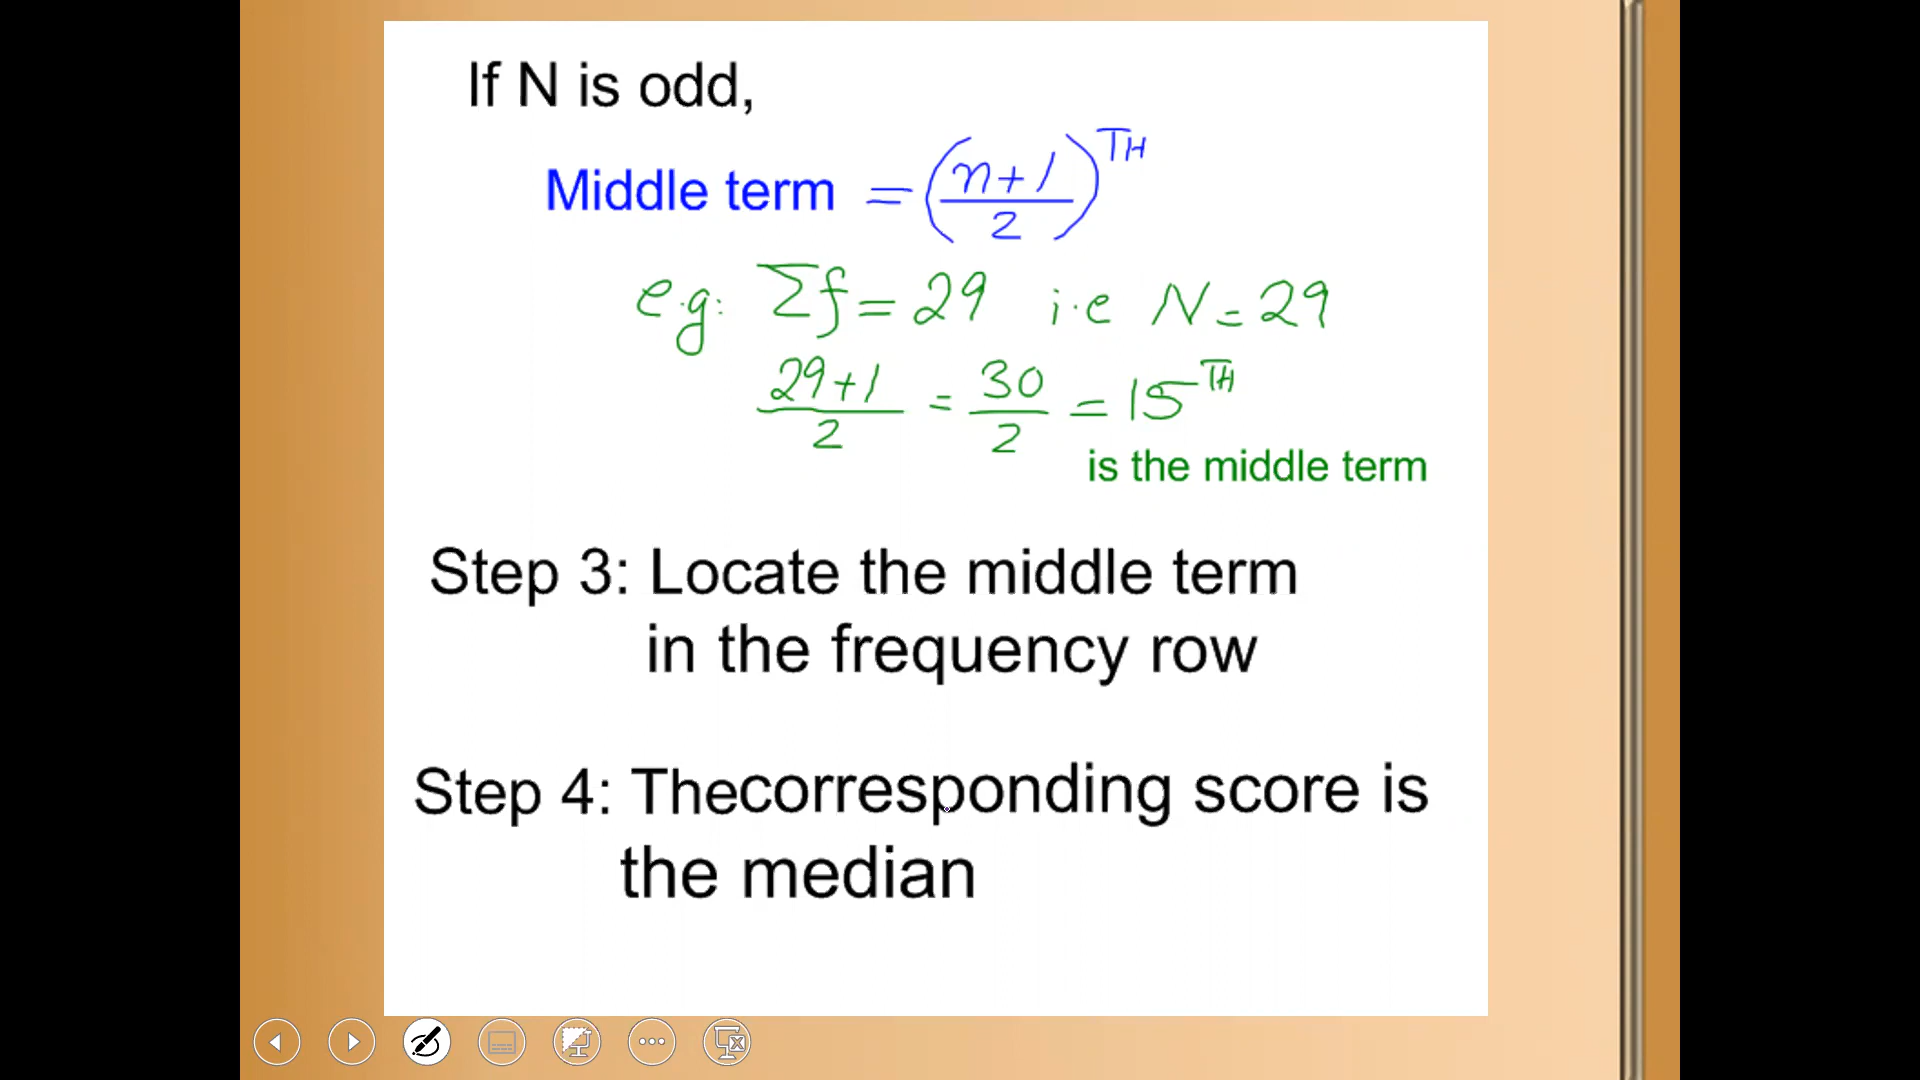 If N is odd,
Middle term = (n+1/2)^TH
e.g: Σf = 29 i.e N = 29
29+1/2 = 30/2 = 15^TH
is the middle term
Step 3: Locate the middle term
in the frequency row
Step 4: Thecorresponding score is
the median